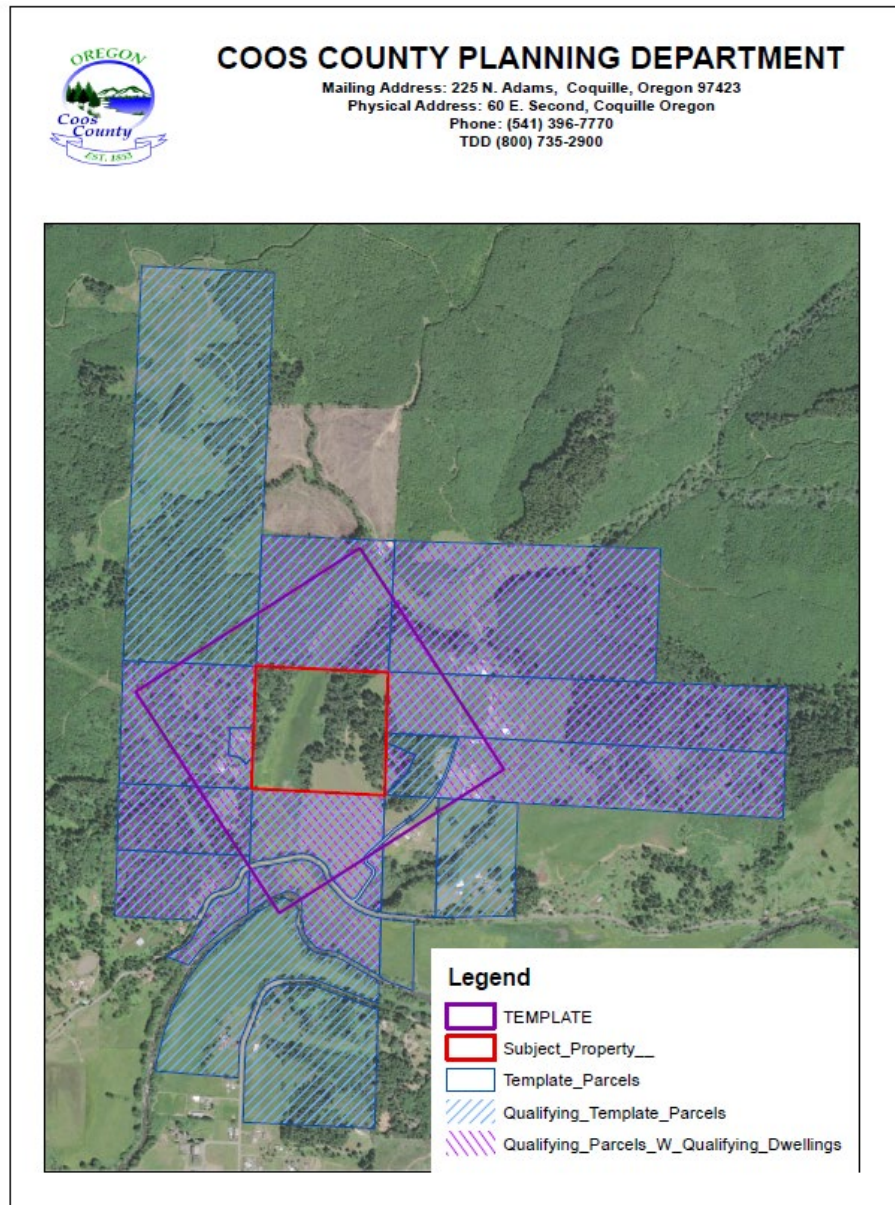 OREGON
Coos
County
EST. 1853
COOS COUNTY PLANNING DEPARTMENT
Mailing Address: 225 N. Adams, Coquille, Oregon 97423
Physical Address: 60 E. Second, Coquille Oregon
Phone: (541) 396-7770
TDD (800) 735-2900
Legend
TEMPLATE
Subject_Property__
Template_Parcels
Qualifying_Template_Parcels
Qualifying_Parcels_W_Qualifying_Dwellings